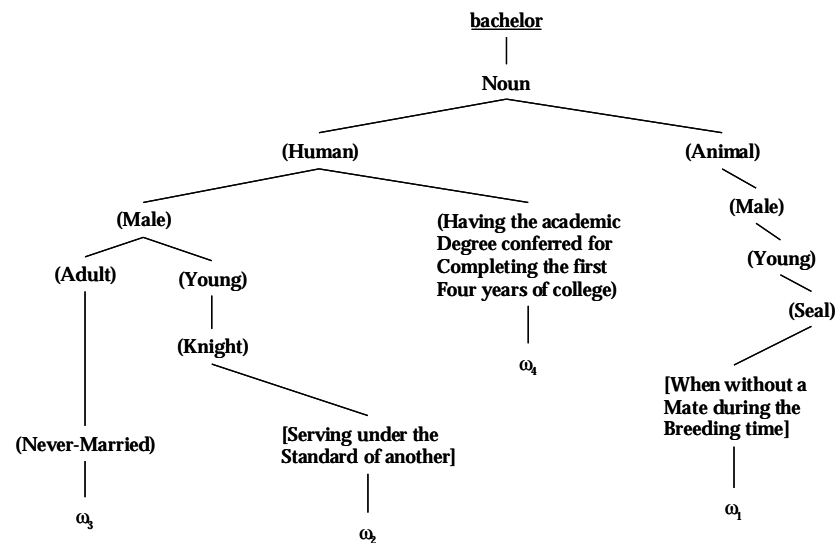 bachelor
Noun
(Human)
(Animal)
(Male)
(Having the academic
Degree conferred for
Completing the first
Four years of college)
(Male)
(Adult)
(Young)
(Young)
(Seal)
(Knight)
ω4
[When without a
Mate during the
Breeding time]
(Never-Married)
[Serving under the
Standard of another]
ω3
ω2
ω1